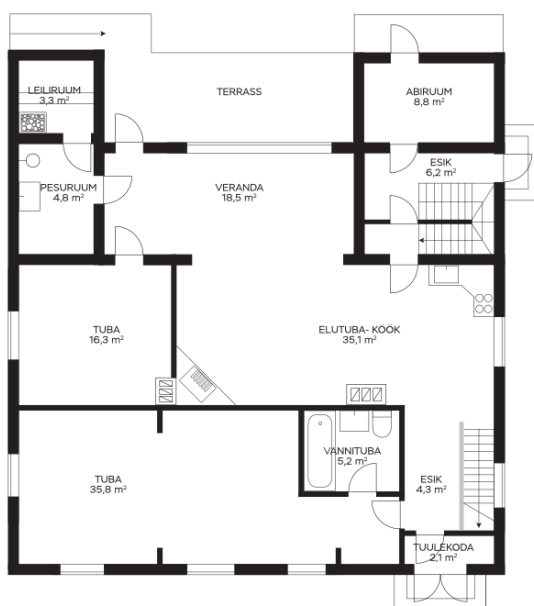 LEILIRUUM
3,3 m²
TERRASS
ABIRUUM
8,8 m²
ESIK
6,2 m²
PESURUUM
4,8 m²
VERANDA
18,5 m²
TUBA
16,3 m²
ELUTUBA- KÖÖK
35,1 m²
VANNITUBA
5,2 m²
TUBA
35,8 m²
ESIK
4,3 m²
TUULEKODA
2,1 m²